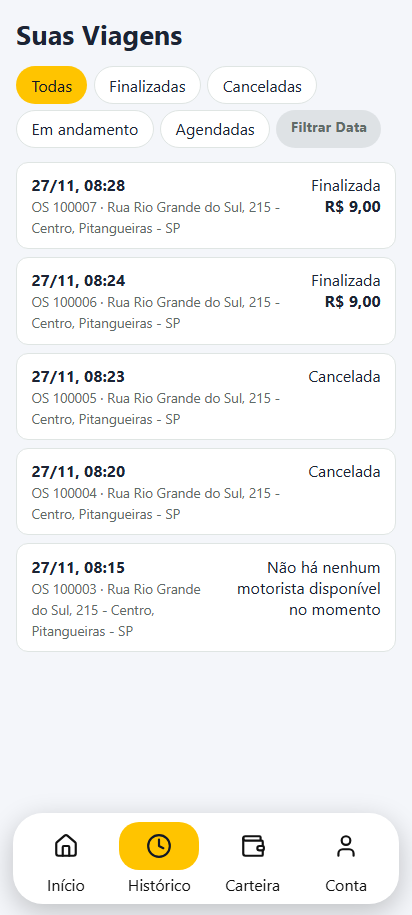 Suas Viagens
Todas
Finalizadas
Canceladas
Em andamento
Agendadas
Filtrar Data
27/11, 08:28
Finalizada
OS 100007 · Rua Rio Grande do Sul, 215 -
R$ 9,00
Centro, Pitangueiras - SP
27/11, 08:24
Finalizada
OS 100006 · Rua Rio Grande do Sul, 215 -
R$ 9,00
Centro, Pitangueiras - SP
27/11, 08:23
Cancelada
OS 100005 · Rua Rio Grande do Sul, 215 -
Centro, Pitangueiras - SP
27/11, 08:20
Cancelada
OS 100004 · Rua Rio Grande do Sul, 215 -
Centro, Pitangueiras - SP
27/11, 08:15
Não há nenhum
OS 100003 · Rua Rio Grande
motorista disponível
do Sul, 215 - Centro,
no momento
Pitangueiras - SP
Início
Histórico
Carteira
Conta